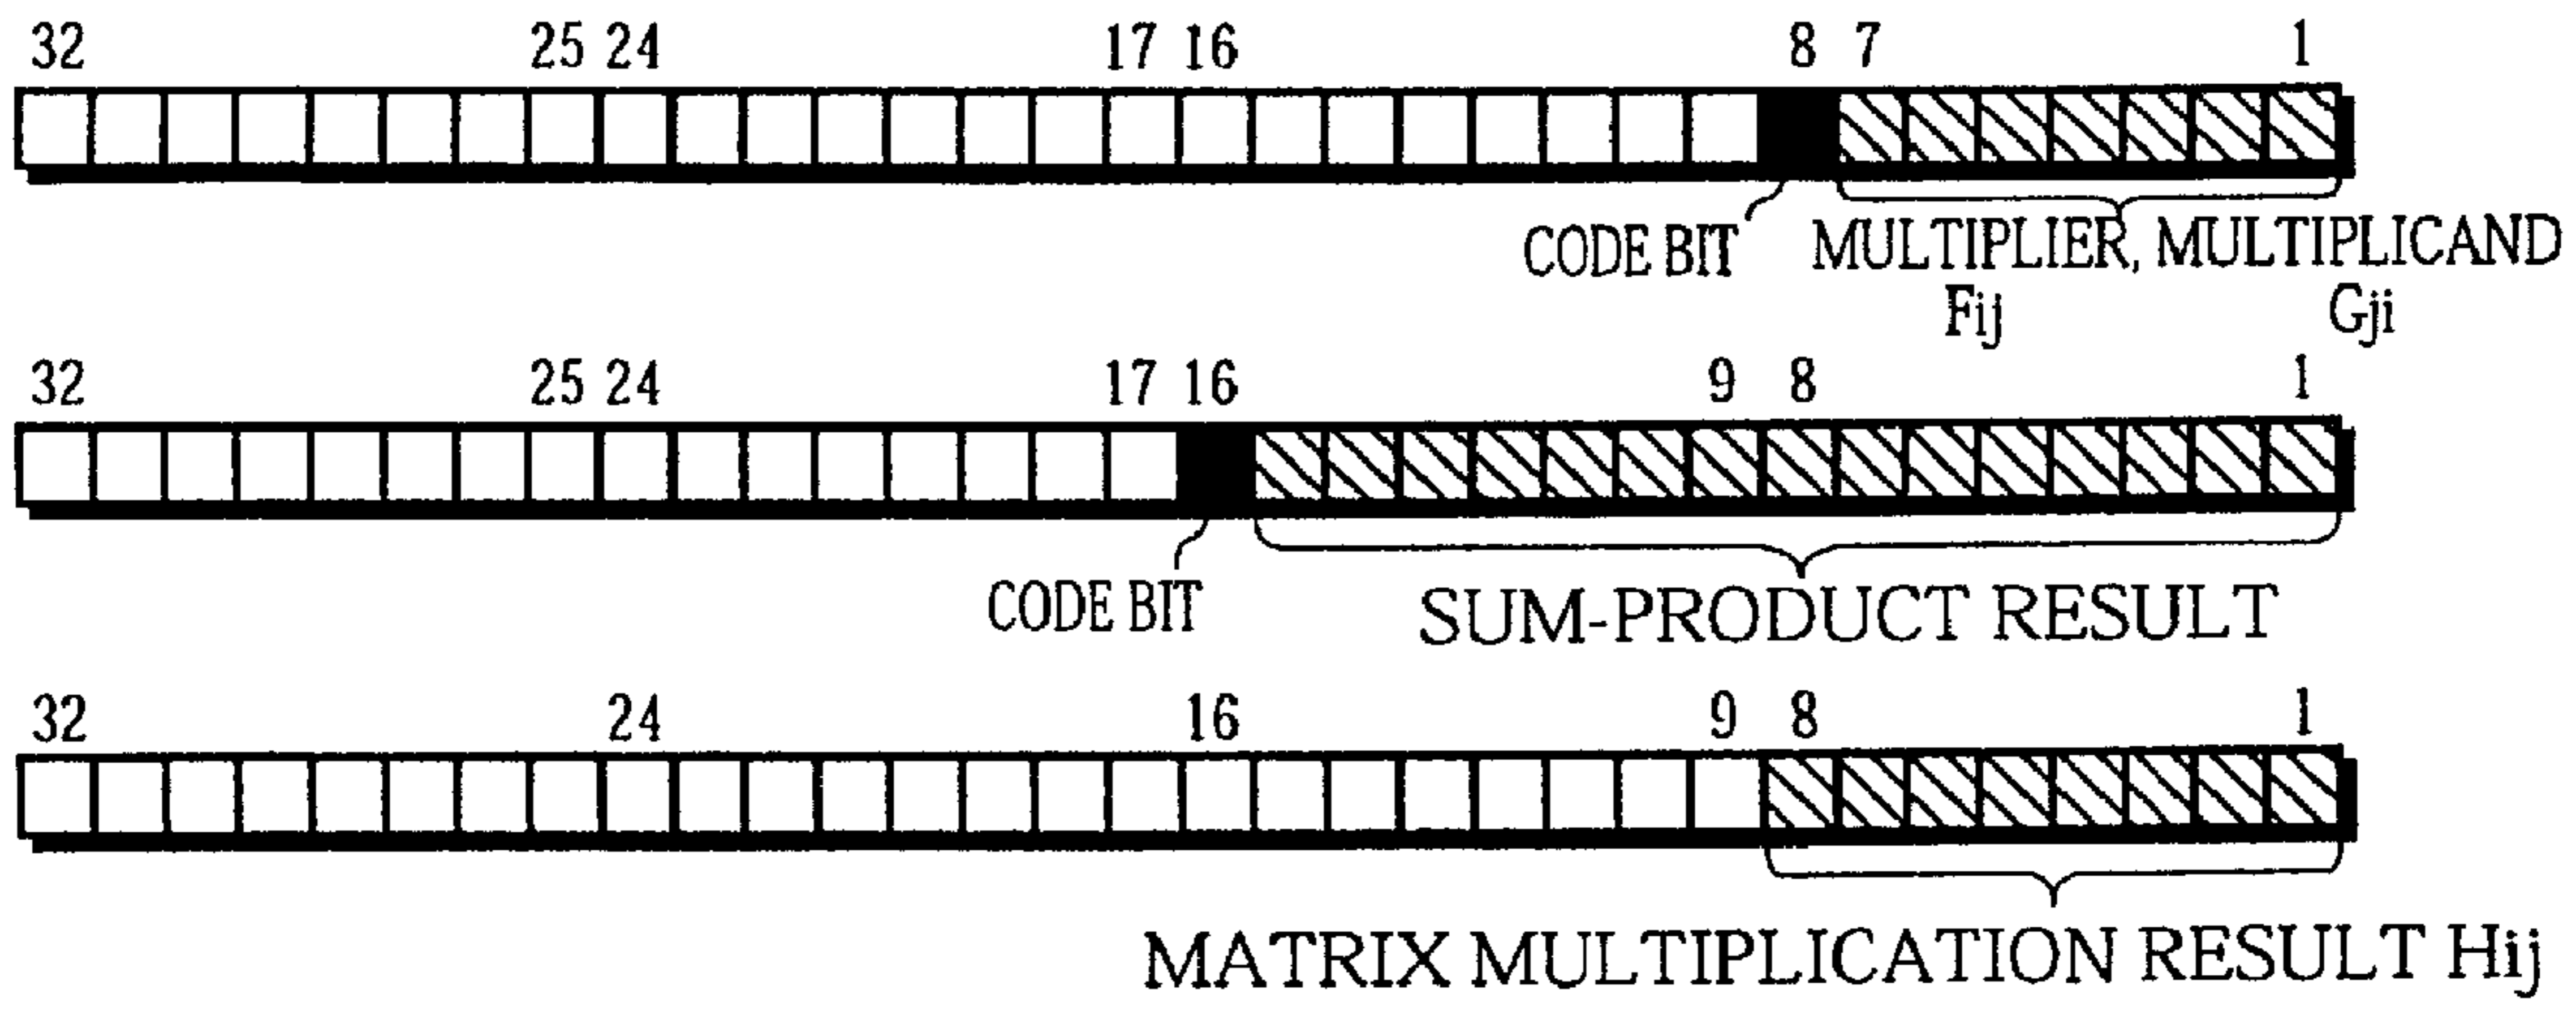 32 25 24 17 16 8 7 1
CODE BIT MULTIPLIER, MULTIPLICAND
Fij Gji
32 25 24 17 16 9 8 1
CODE BIT SUM-PRODUCT RESULT
32 24 16 9 8 1
MATRIX MULTIPLICATION RESULT Hij